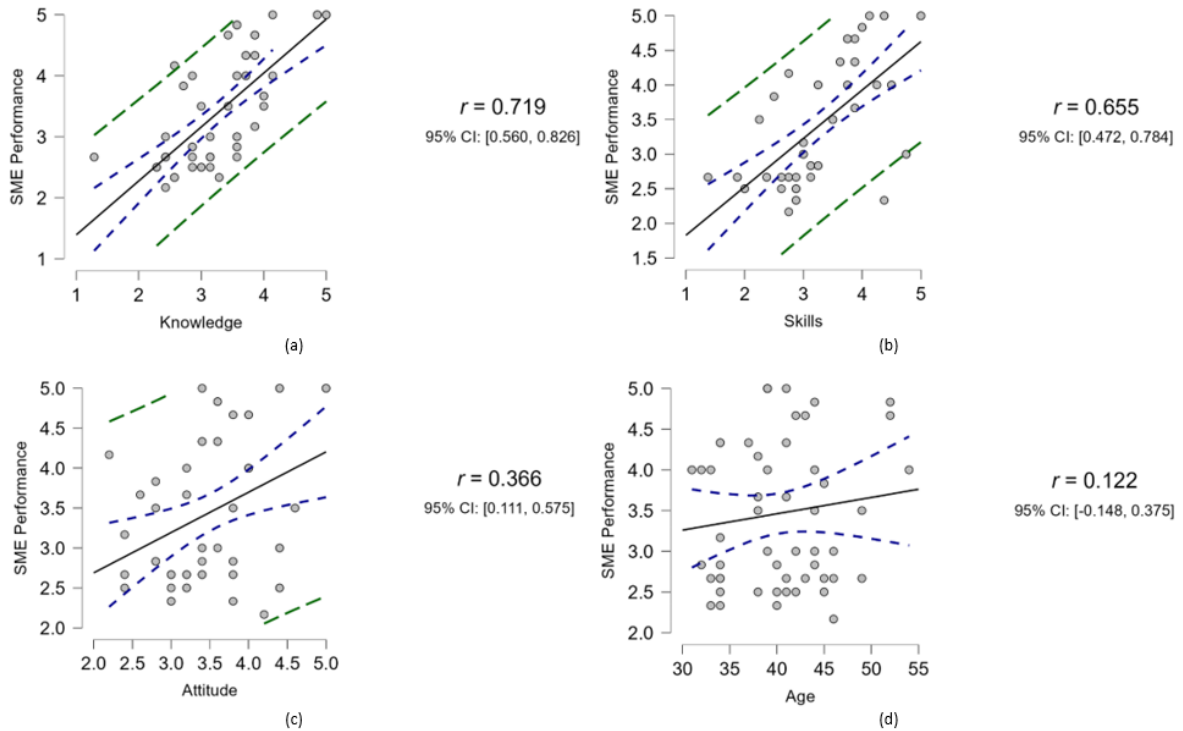 5
4
3
2
1
SME Performance
1 2 3 4 5
Knowledge
r = 0.719
95% CI: [0.560, 0.826]
(a)
5.0
4.5
4.0
3.5
3.0
2.5
2.0
1.5
SME Performance
1 2 3 4 5
Skills
r = 0.655
95% CI: [0.472, 0.784]
(b)
5.0
4.5
4.0
3.5
3.0
2.5
2.0
SME Performance
2.0 2.5 3.0 3.5 4.0 4.5 5.0
Attitude
r = 0.366
95% CI: [0.111, 0.575]
(c)
5.0
4.5
4.0
3.5
3.0
2.5
2.0
SME Performance
30 35 40 45 50 55
Age
r = 0.122
95% CI: [-0.148, 0.375]
(d)